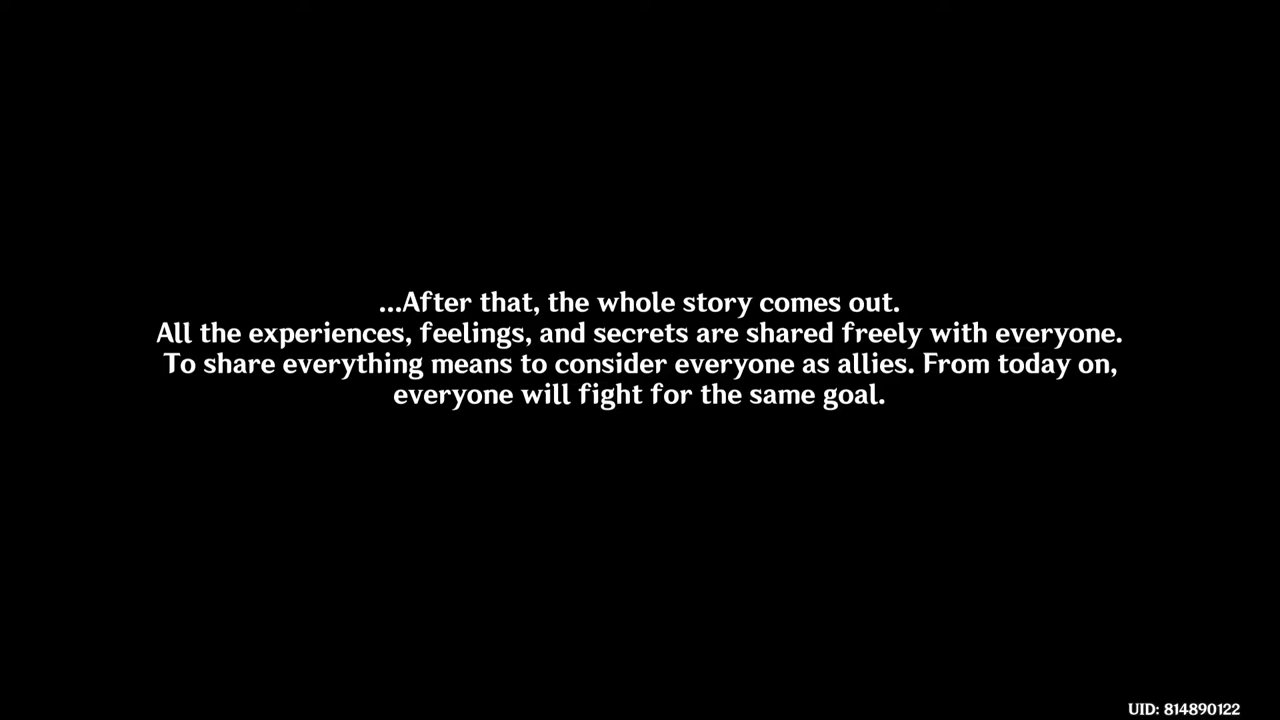 ...After that, the whole story comes out.
All the experiences, feelings, and secrets are shared freely with everyone.
To share everything means to consider everyone as allies. From today on,
everyone will fight for the same goal.
UID: 814890122